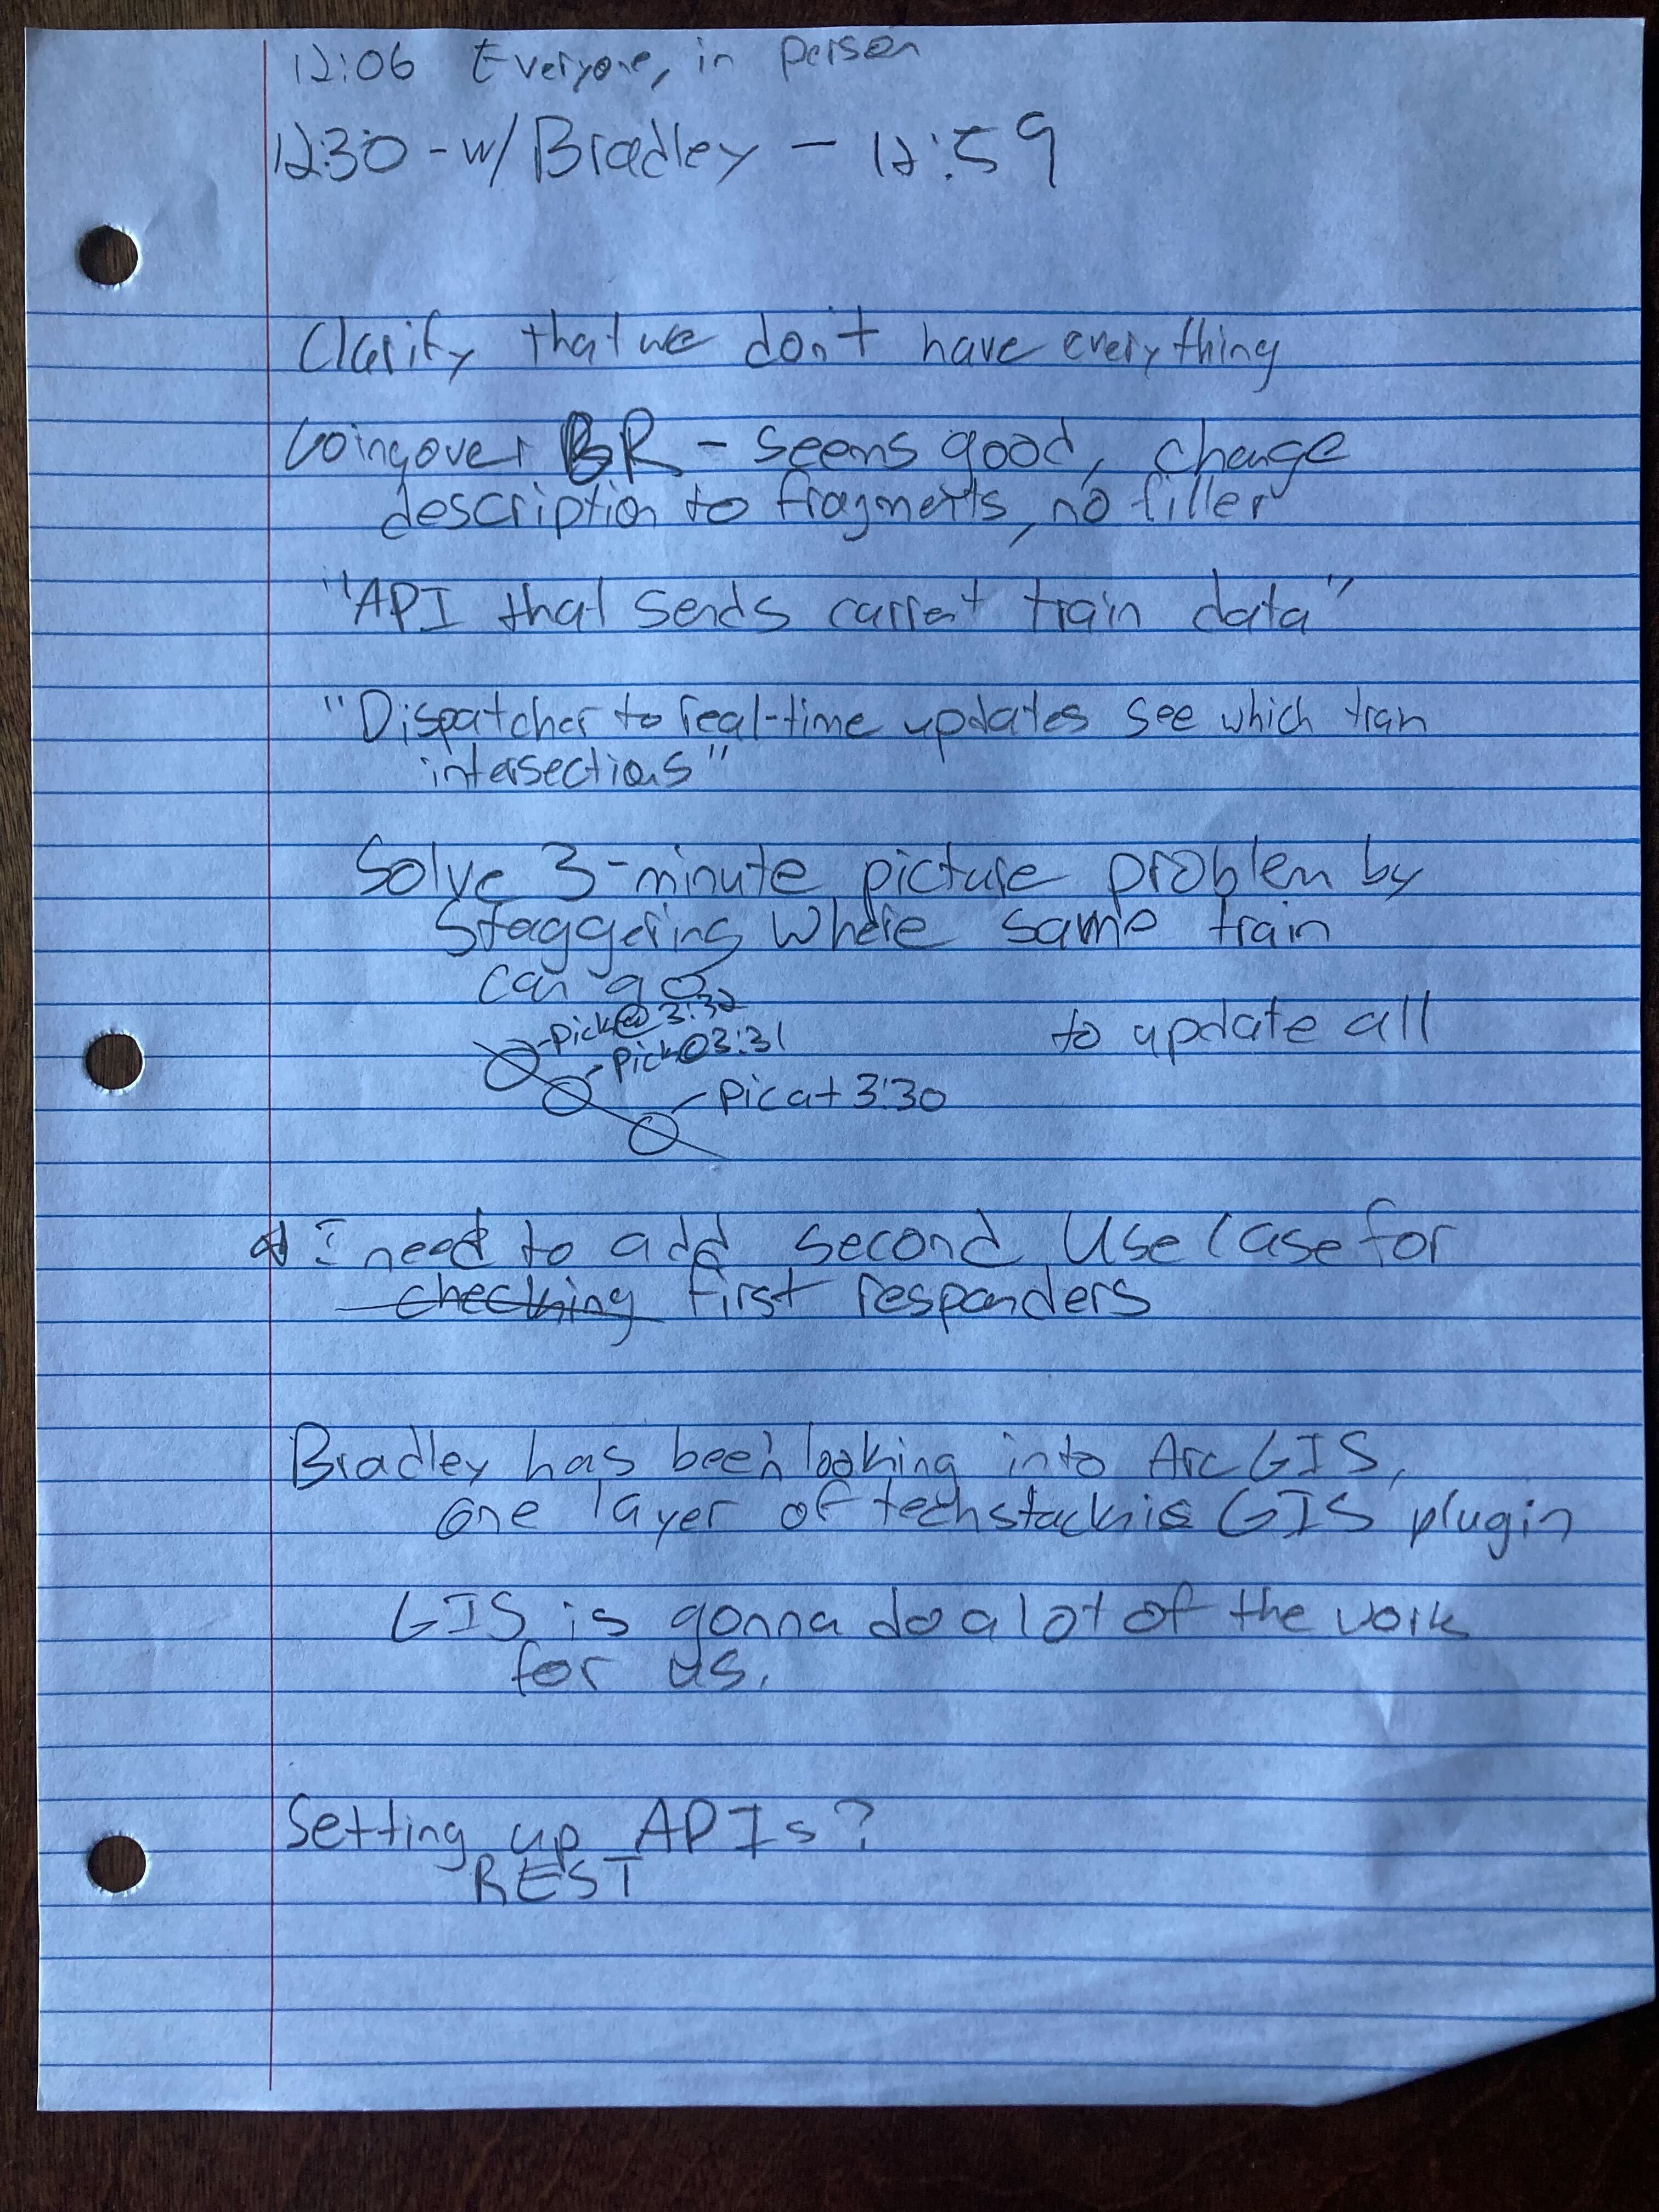 12:06 Everyone, in person
12:30 - w/ Bradley - 12:59
Clarify that we don't have everything
Going over BR - seems good, change
description to fragments, no filler
"API that sends current train data"
"Dispatcher to real-time updates see which tran
intersections"
Solve 3-minute picture problem by
Staggering where same train
can go
-pick@3:32
to update all
-pick@3:31
pic at 3:30
I need to add second Use Case for
checking first responders
Bradley has been looking into ArcGIS,
one layer of techstack is GIS plugin
GIS is gonna do a lot of the work
for us.
Setting up APIs?
REST